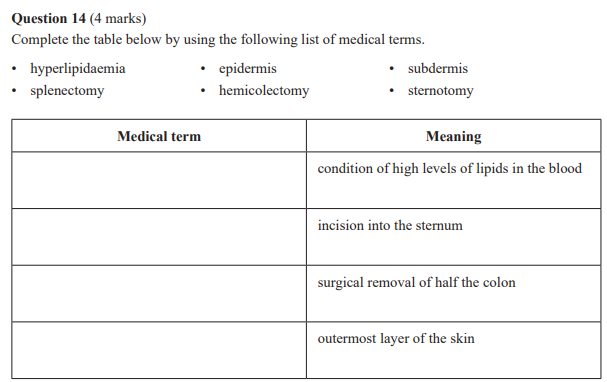 Question 14 (4 marks)
Complete the table below by using the following list of medical terms.
• hyperlipidaemia • epidermis • subdermis
• splenectomy • hemicolectomy • sternotomy
Medical term Meaning
condition of high levels of lipids in the blood
incision into the sternum
surgical removal of half the colon
outermost layer of the skin